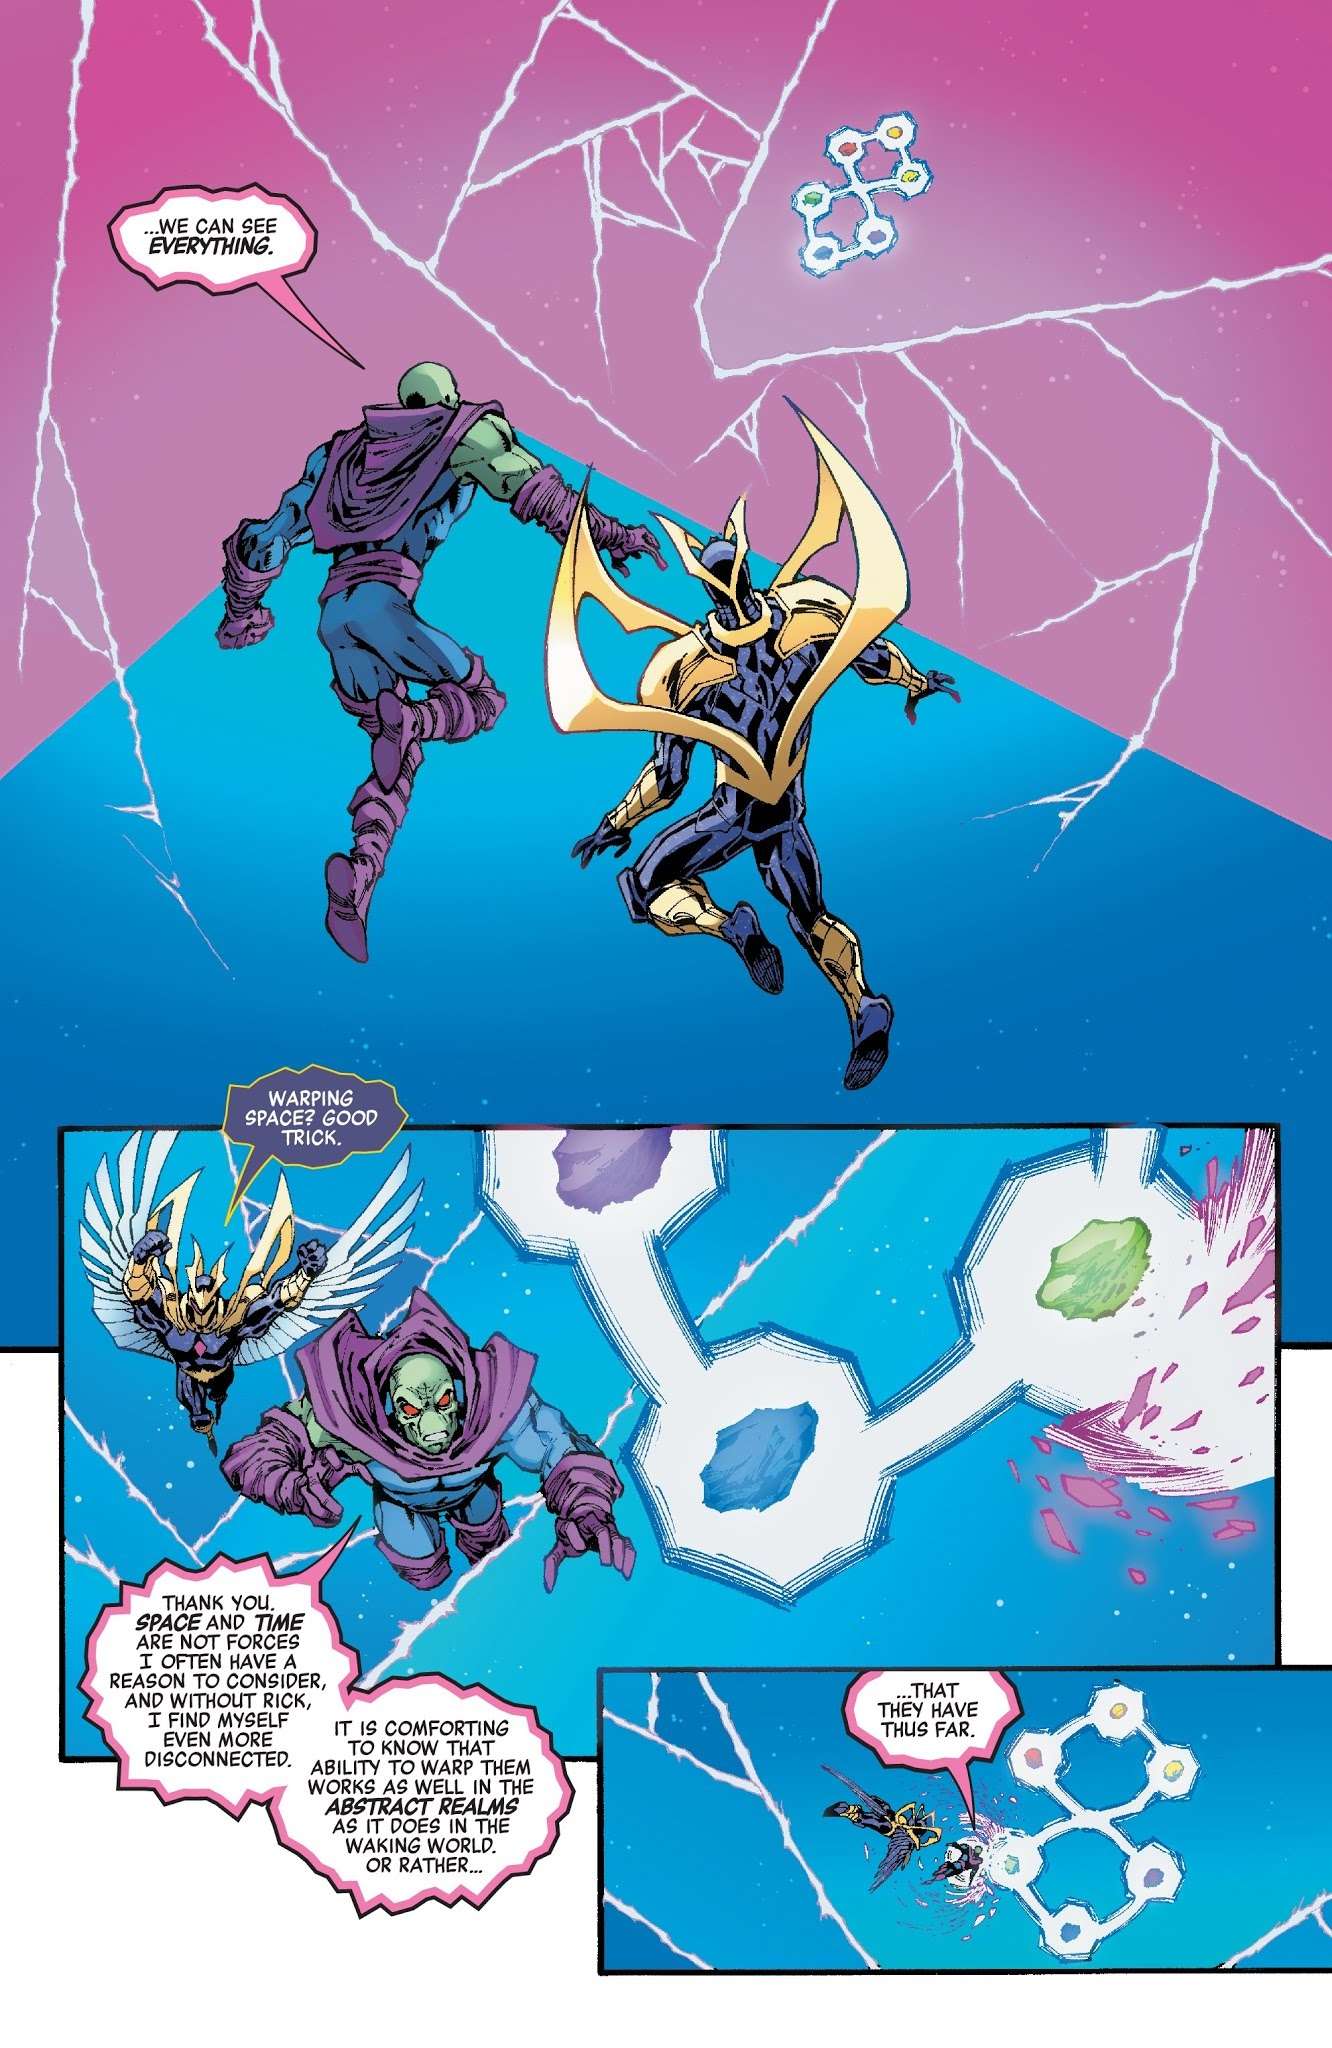 ...WE CAN SEE
EVERYTHING.
WARPING
SPACE? GOOD
TRICK.
THANK YOU.
SPACE AND TIME
ARE NOT FORCES
I OFTEN HAVE A
REASON TO CONSIDER,
AND WITHOUT RICK,
I FIND MYSELF
EVEN MORE
DISCONNECTED.
IT IS COMFORTING
TO KNOW THAT
ABILITY TO WARP THEM
WORKS AS WELL IN THE
ABSTRACT REALMS
AS IT DOES IN THE
WAKING WORLD.
OR RATHER...
...THAT
THEY HAVE
THUS FAR.